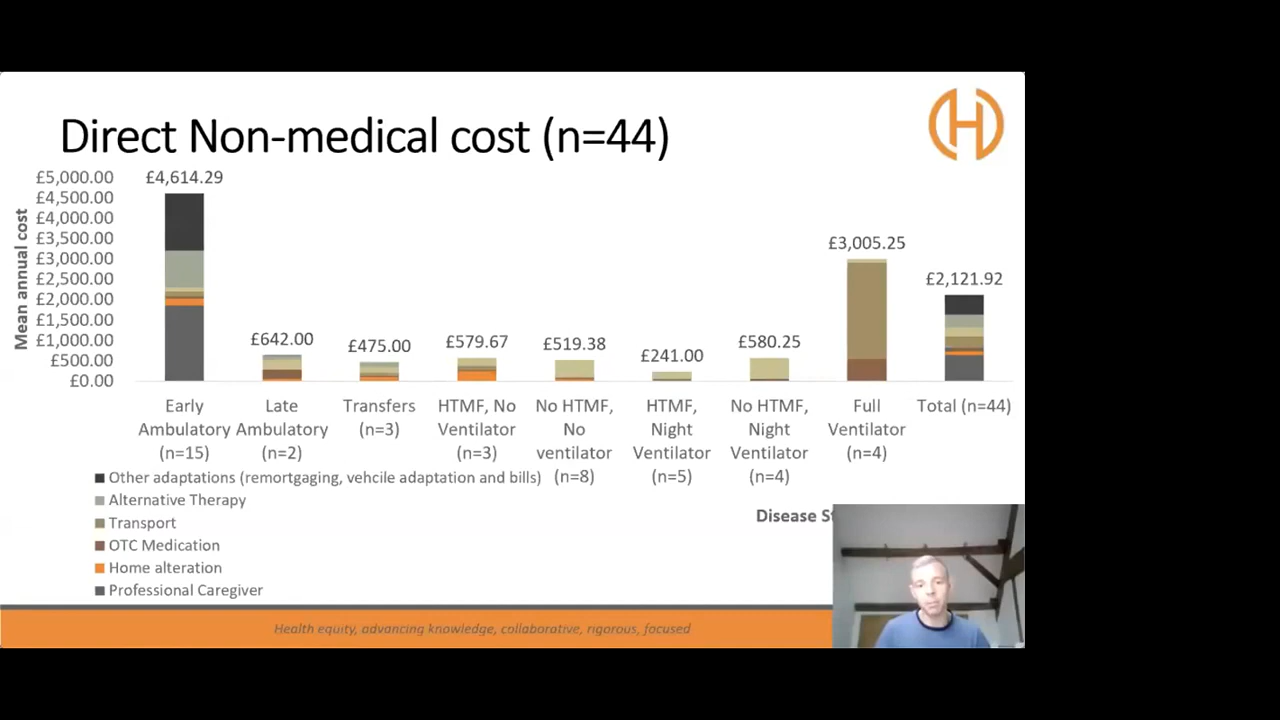 Direct Non-medical cost (n=44)
Mean annual cost
£5,000.00
£4,500.00
£4,000.00
£3,500.00
£3,000.00
£2,500.00
£2,000.00
£1,500.00
£1,000.00
£500.00
£0.00
£4,614.29
£642.00
£475.00
£579.67
£519.38
£241.00
£580.25
£3,005.25
£2,121.92
Early
Ambulatory
(n=15)
Late
Ambulatory
(n=2)
Transfers
(n=3)
HTMF, No
Ventilator
(n=3)
No HTMF,
No
ventilator
(n=8)
HTMF,
Night
Ventilator
(n=5)
No HTMF,
Night
Ventilator
(n=4)
Full
Ventilator
(n=4)
Total (n=44)
Disease
Other adaptations (remortgaging, vehcile adaptation and bills)
Alternative Therapy
Transport
OTC Medication
Home alteration
Professional Caregiver
Health equity, advancing knowledge, collaborative, rigorous, focused